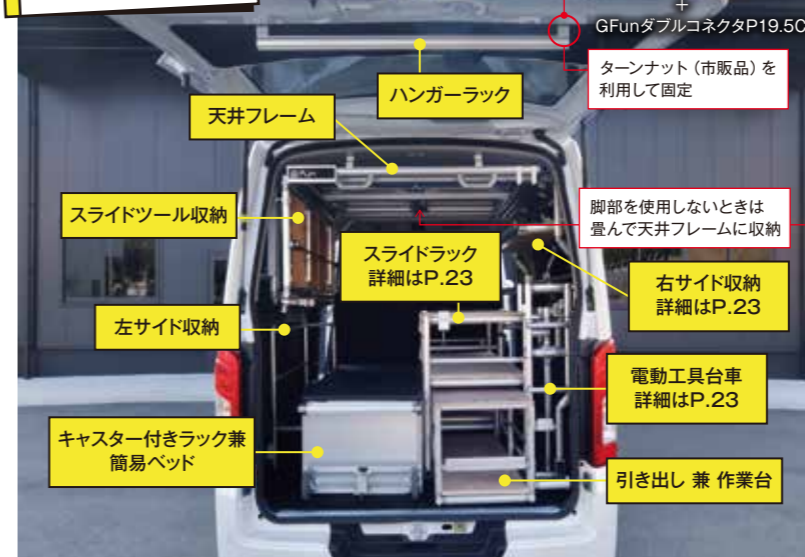 +
GFunダブルコネクタP19.5C
ターンナット（市販品）を
利用して固定
ハンガーラック
天井フレーム
スライドツール収納
脚部を使用しないときは
畳んで天井フレームに収納
スライドラック
詳細はP.23
右サイド収納
詳細はP.23
左サイド収納
電動工具台車
詳細はP.23
キャスター付きラック兼
簡易ベッド
引き出し 兼 作業台